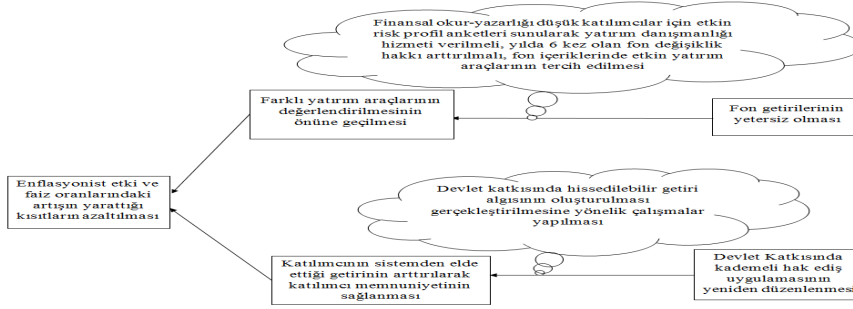 Finansal okur-yazarlığı düşük katılımcılar için etkin
risk profil anketleri sunularak yatırım danışmanlığı
hizmeti verilmeli, yılda 6 kez olan fon değişiklik
hakkı arttırılmalı, fon içeriklerinde etkin yatırım
araçlarının tercih edilmesi
Farklı yatırım araçlarının
değerlendirilmesinin
önüne geçilmesi
Fon getirilerinin
yetersiz olması
Enflasyonist etki ve
faiz oranlarındaki
artışın yarattığı
kısıtların azaltılması
Devlet katkısında hissedilebilir getiri
algısının oluşturulması
gerçekleştirilmesine yönelik çalışmalar
yapılması
Katılımcının sistemden elde
ettiği getirinin arttırılarak
katılımcı memnuniyetinin
sağlanması
Devlet Katkısında
kademeli hak ediş
uygulamasının
yeniden düzenlenmesi